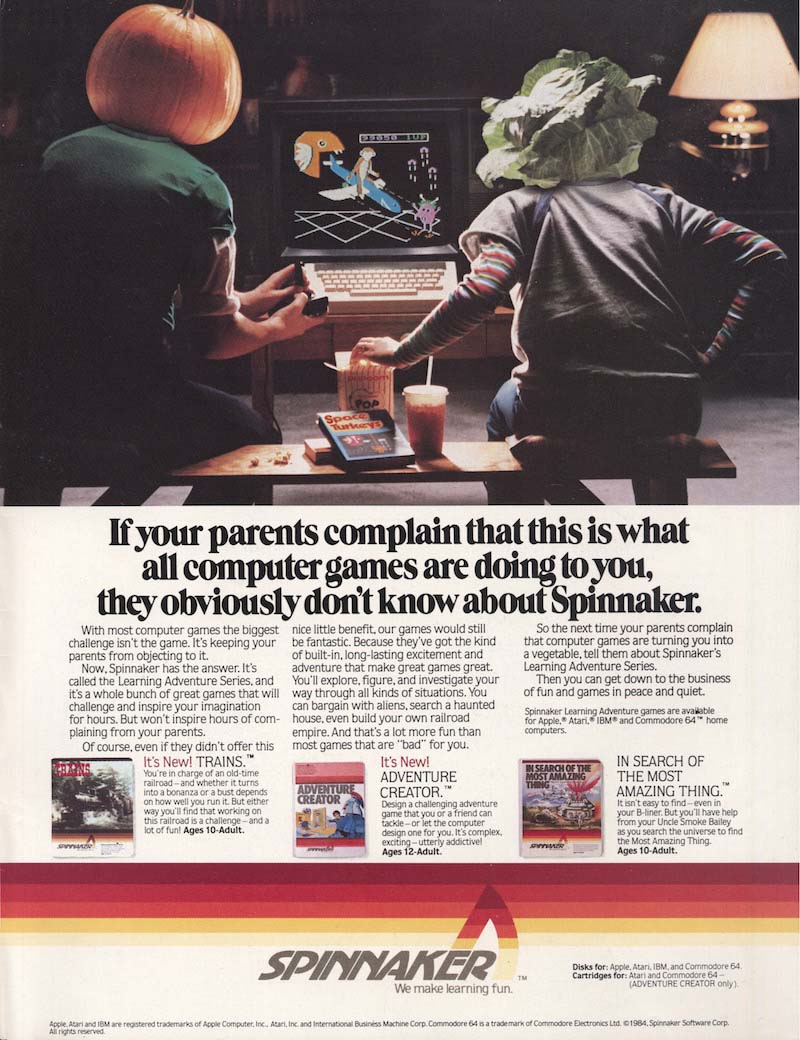 1UP
popcorn
POP
Space
Turkeys
If your parents complain that this is what
all computer games are doing to you,
they obviously don't know about Spinnaker.
With most computer games the biggest
challenge isn't the game. It's keeping your
parents from objecting to it.
Now, Spinnaker has the answer. It's
called the Learning Adventure Series, and
it's a whole bunch of great games that will
challenge and inspire your imagination
for hours. But won't inspire hours of com-
plaining from your parents.
Of course, even if they didn't offer this
nice little benefit, our games would still
be fantastic. Because they've got the kind
of built-in, long-lasting excitement and
adventure that make great games great.
You'll explore, figure, and investigate your
way through all kinds of situations. You
can bargain with aliens, search a haunted
house, even build your own railroad
empire. And that's a lot more fun than
most games that are "bad" for you.
So the next time your parents complain
that computer games are turning you into
a vegetable, tell them about Spinnaker's
Learning Adventure Series.
Then you can get down to the business
of fun and games in peace and quiet.
Spinnaker Learning Adventure games are available
for Apple,® Atari,® IBM® and Commodore 64™ home
computers.
TRAINS
SPINNAKER
It's New! TRAINS.™
You're in charge of an old-time
railroad – and whether it turns
into a bonanza or a bust depends
on how well you run it. But either
way you'll find that working on
this railroad is a challenge – and a
lot of fun! Ages 10-Adult.
ADVENTURE
CREATOR
SPINNAKER
It's New!
ADVENTURE
CREATOR.™
Design a challenging adventure
game that you or a friend can
tackle – or let the computer
design one for you. It's complex,
exciting – utterly addictive!
Ages 12-Adult.
IN SEARCH OF THE
MOST AMAZING
THING
SPINNAKER
IN SEARCH OF
THE MOST
AMAZING THING.™
It isn't easy to find – even in
your B-liner. But you'll have help
from your Uncle Smoke Bailey
as you search the universe to find
the Most Amazing Thing.
Ages 10-Adult.
SPINNAKER™
We make learning fun.
Disks for: Apple, Atari, IBM, and Commodore 64.
Cartridges for: Atari and Commodore 64 –
(ADVENTURE CREATOR only).
Apple, Atari and IBM are registered trademarks of Apple Computer, Inc., Atari, Inc. and International Business Machine Corp. Commodore 64 is a trademark of Commodore Electronics Ltd. ©1984, Spinnaker Software Corp.
All rights reserved.